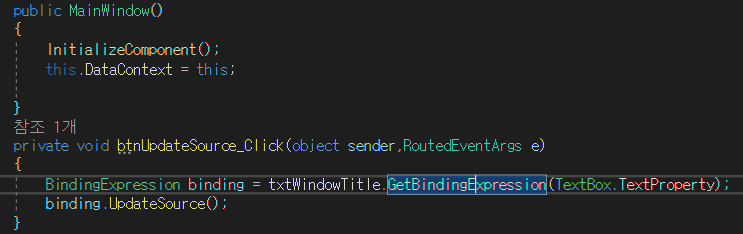 public MainWindow()
{
InitializeComponent();
this.DataContext = this;
}
참조 1개
private void btnUpdateSource_Click(object sender,RoutedEventArgs e)
{
BindingExpression binding = txtWindowTitle.GetBindingExpression(TextBox.TextProperty);
binding.UpdateSource();
}